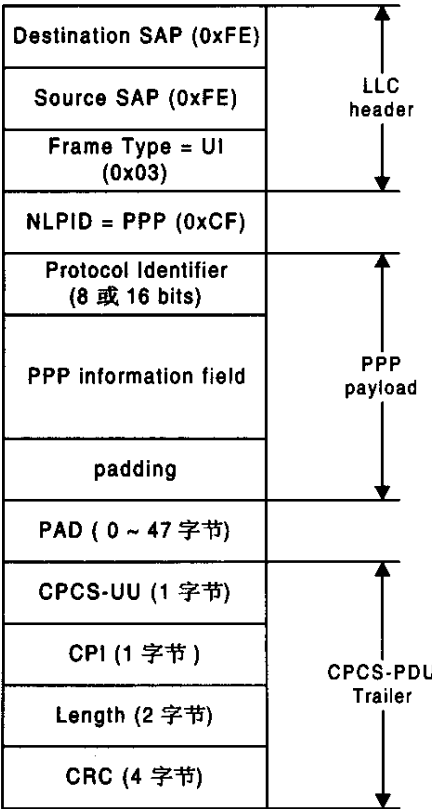 Destination SAP (0xFE)
Source SAP (0xFE)
Frame Type = UI
(0x03)
LLC
header
NLPID = PPP (0xCF)
Protocol Identifier
(8 或 16 bits)
PPP information field
padding
PPP
payload
PAD ( 0 ~ 47 字节)
CPCS-UU (1 字节)
CPI (1 字节 )
Length (2 字节)
CRC (4 字节)
CPCS-PDU
Trailer